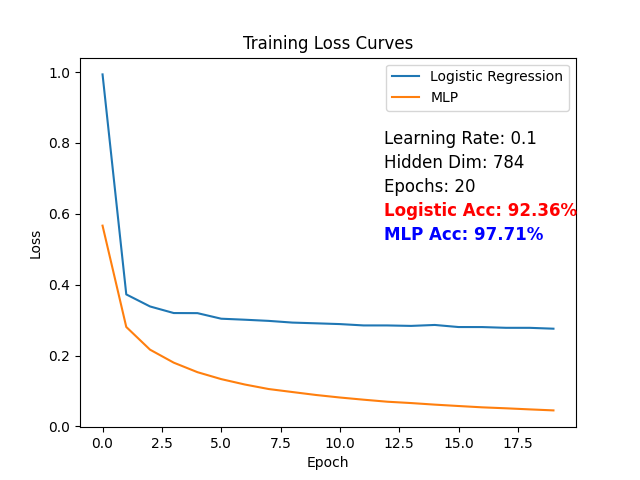 Training Loss Curves
1.0
0.8
0.6
0.4
0.2
0.0
Loss
Logistic Regression
MLP
Learning Rate: 0.1
Hidden Dim: 784
Epochs: 20
Logistic Acc: 92.36%
MLP Acc: 97.71%
0.0 2.5 5.0 7.5 10.0 12.5 15.0 17.5
Epoch